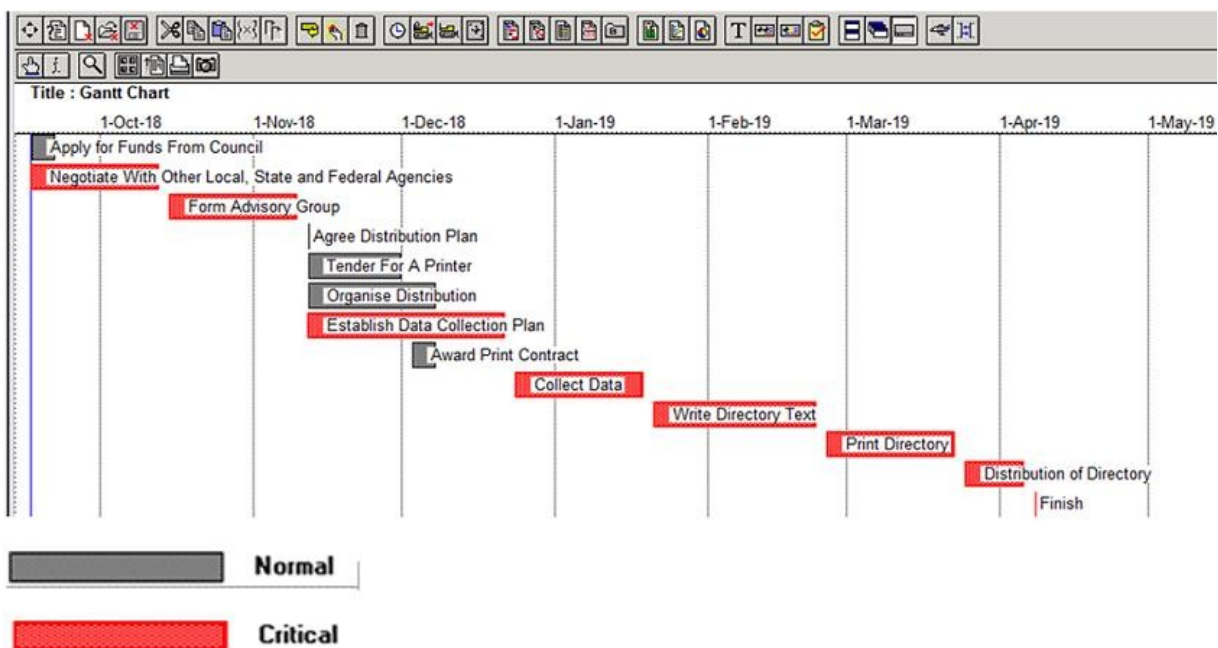 Title : Gantt Chart
1-Oct-18 1-Nov-18 1-Dec-18 1-Jan-19 1-Feb-19 1-Mar-19 1-Apr-19 1-May-19
Apply for Funds From Council
Negotiate With Other Local, State and Federal Agencies
Form Advisory Group
Agree Distribution Plan
Tender For A Printer
Organise Distribution
Establish Data Collection Plan
Award Print Contract
Collect Data
Write Directory Text
Print Directory
Distribution of Directory
Finish
Normal
Critical